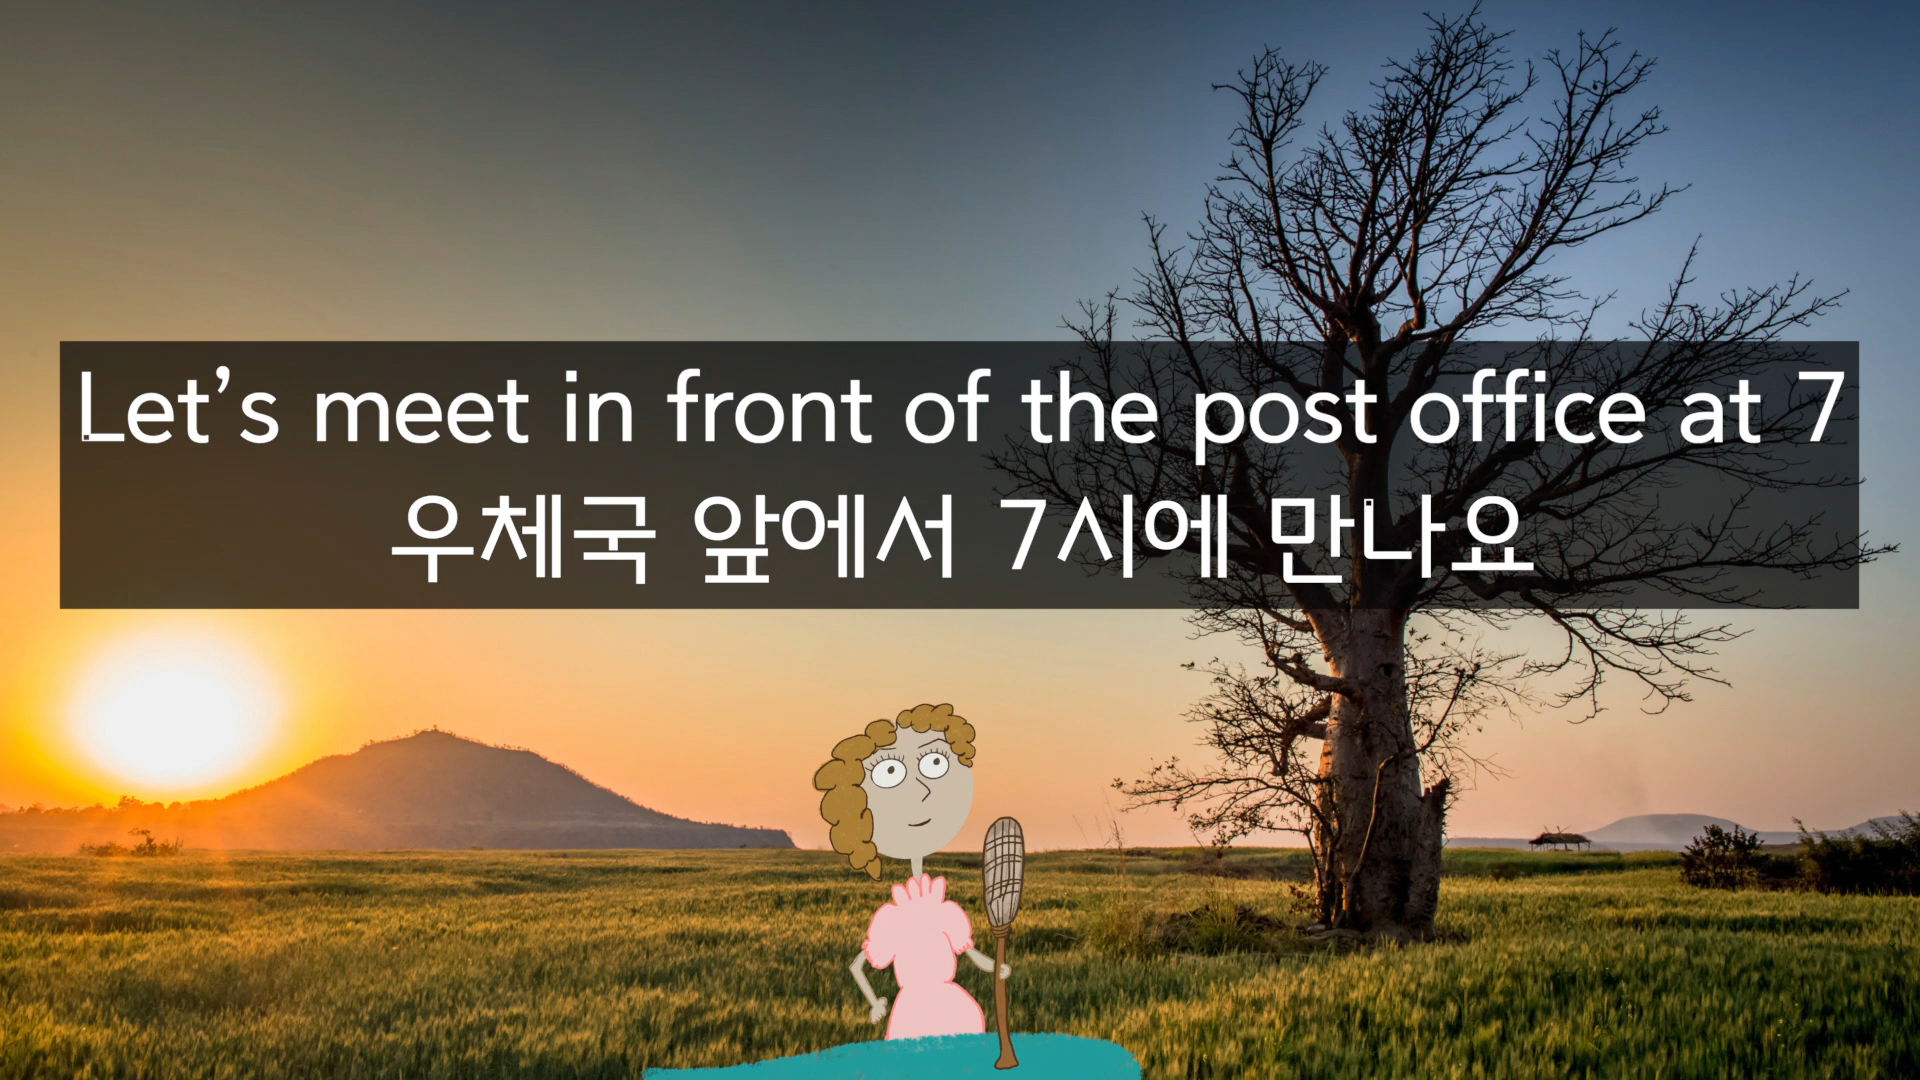 Let’s meet in front of the post office at 7
우체국 앞에서 7시에 만나요